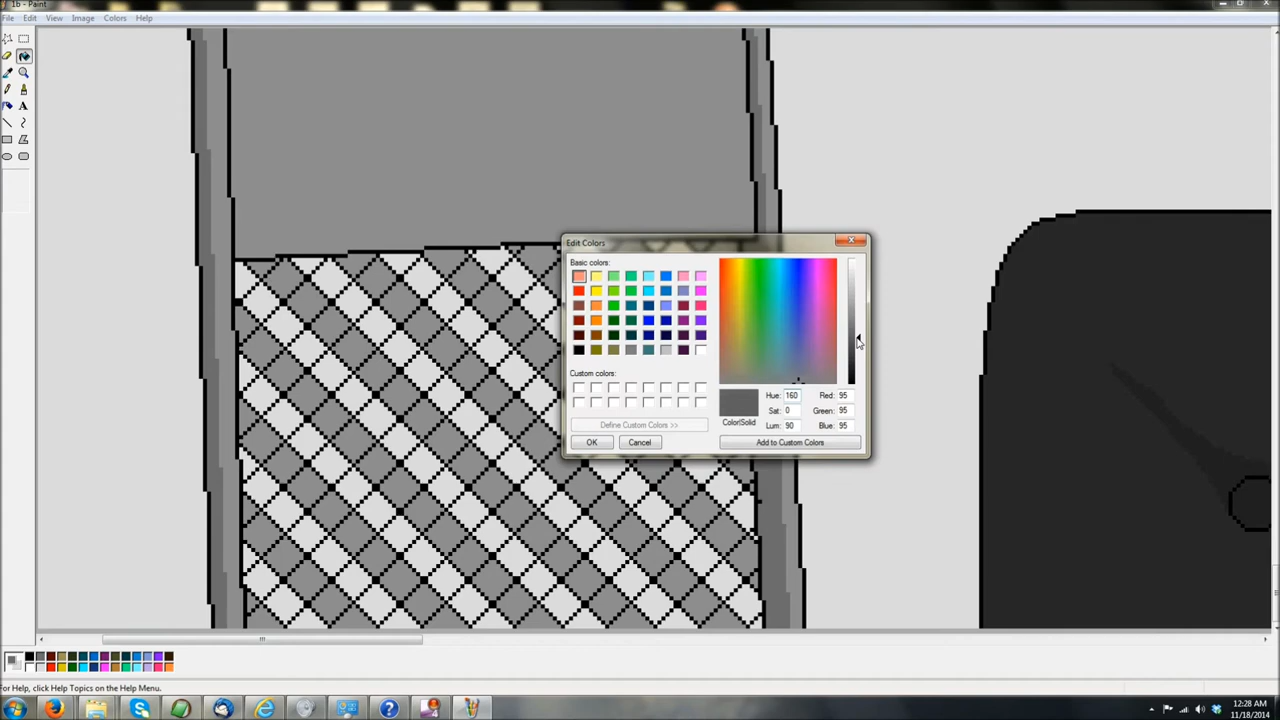 1b - Paint
File Edit View Image Colors Help
Edit Colors
Basic colors:
Custom colors:
Define Custom Colors >>
OK Cancel
Color|Solid
Hue: 160 Red: 95
Sat: 0 Green: 95
Lum: 90 Blue: 95
Add to Custom Colors
For Help, click Help Topics on the Help Menu.
12:28 AM
11/18/2014